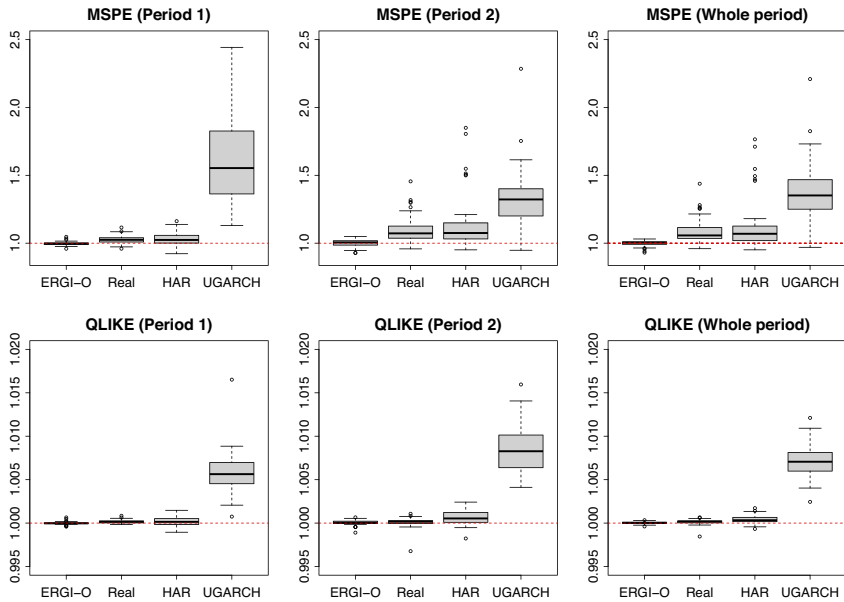 MSPE (Period 1)
MSPE (Period 2)
MSPE (Whole period)
2.5
2.0
1.5
1.0
ERGI−O Real HAR UGARCH
2.5
2.0
1.5
1.0
ERGI−O Real HAR UGARCH
2.5
2.0
1.5
1.0
ERGI−O Real HAR UGARCH
QLIKE (Period 1)
QLIKE (Period 2)
QLIKE (Whole period)
1.020
1.015
1.010
1.005
1.000
0.995
ERGI−O Real HAR UGARCH
1.020
1.015
1.010
1.005
1.000
0.995
ERGI−O Real HAR UGARCH
1.020
1.015
1.010
1.005
1.000
0.995
ERGI−O Real HAR UGARCH